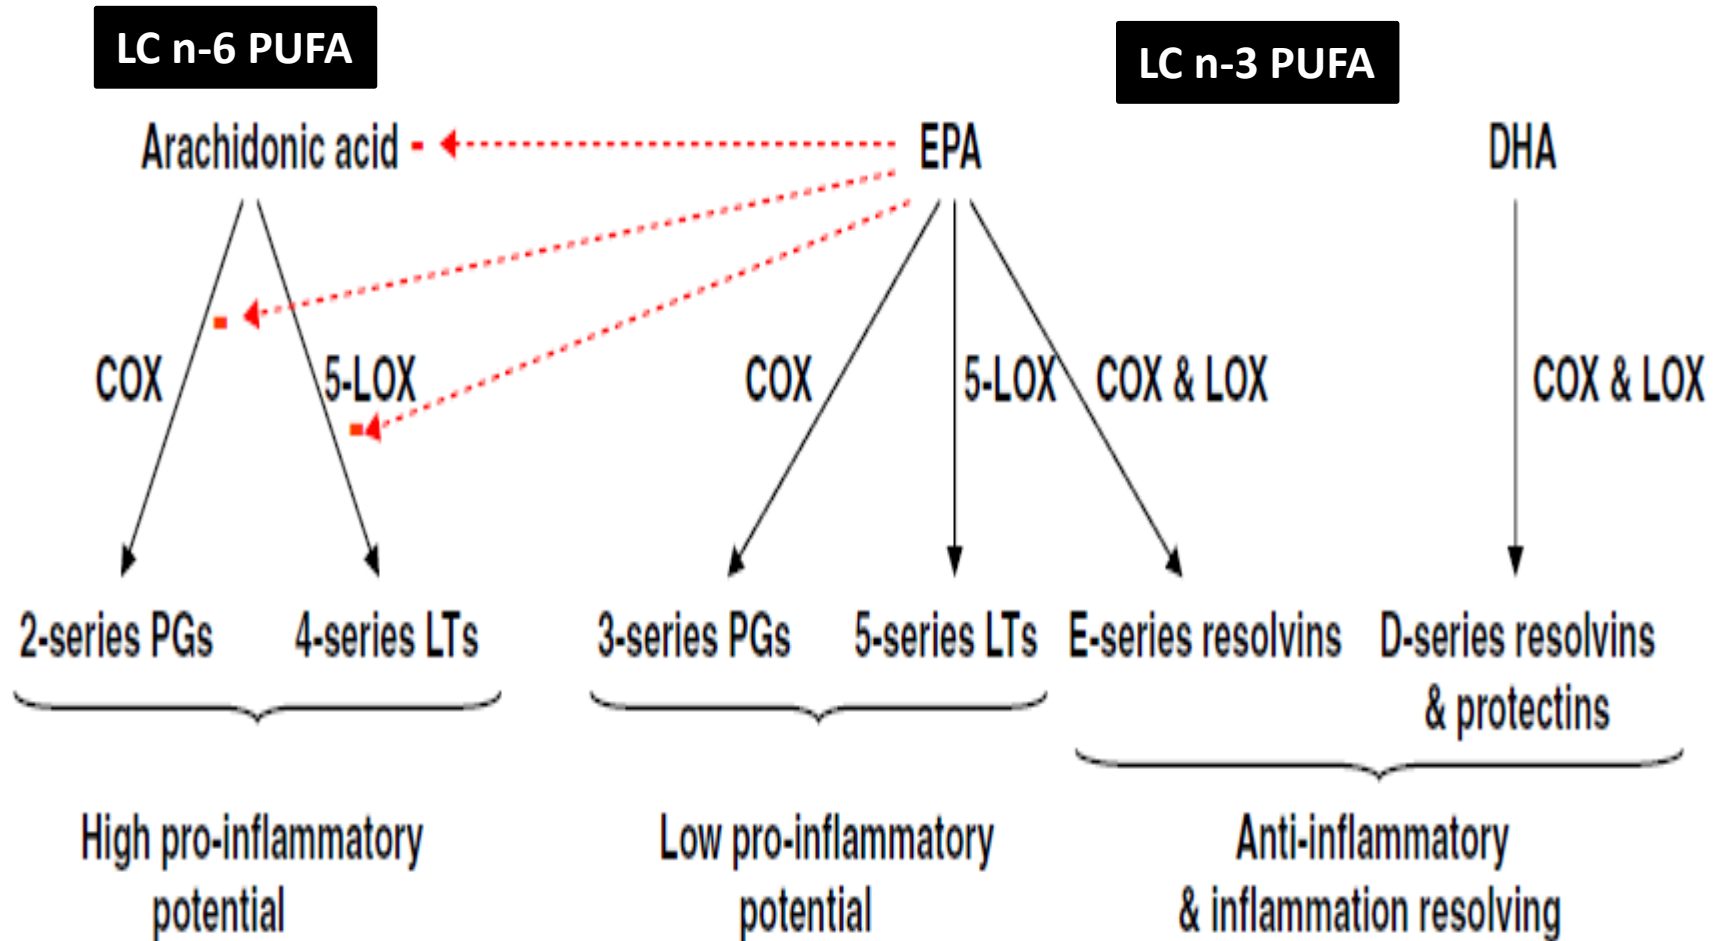 LC n-6 PUFA
LC n-3 PUFA
Arachidonic acid
EPA
DHA
COX
5-LOX
COX
5-LOX
COX & LOX
COX & LOX
2-series PGs
4-series LTs
3-series PGs
5-series LTs
E-series resolvins
D-series resolvins
& protectins
High pro-inflammatory
potential
Low pro-inflammatory
potential
Anti-inflammatory
& inflammation resolving